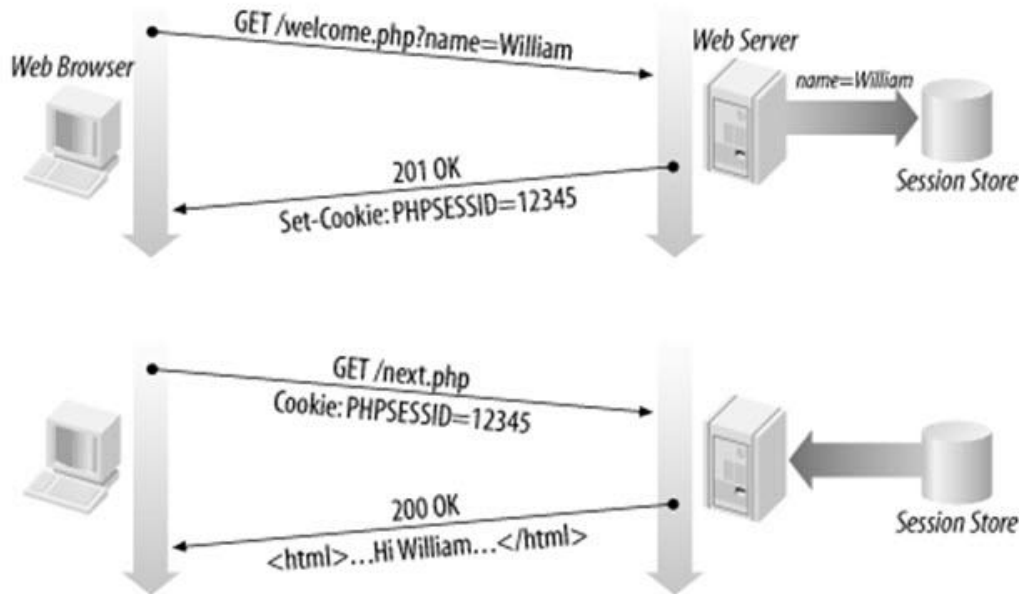 GET /welcome.php?name=William
Web Browser
Web Server
name=William
Session Store
201 OK
Set-Cookie: PHPSESSID=12345
GET /next.php
Cookie: PHPSESSID=12345
200 OK
<html>...Hi William...</html>
Session Store